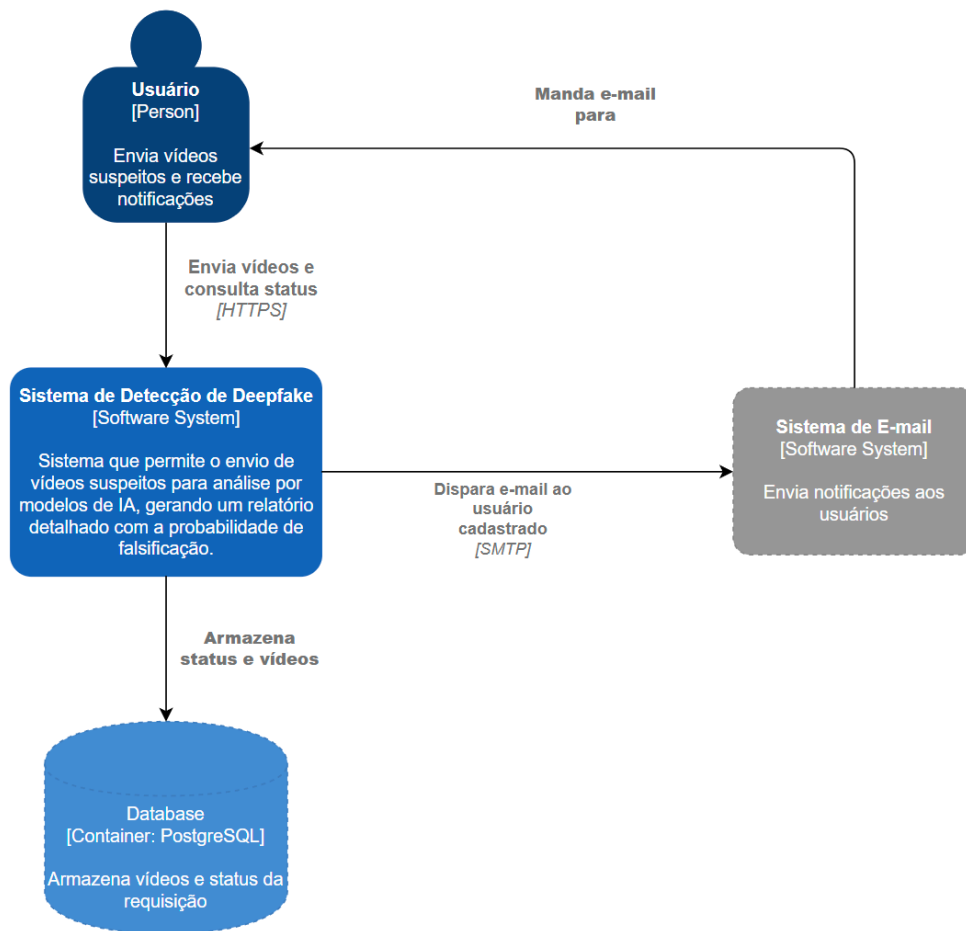 Usuário
[Person]
Envia vídeos
suspeitos e recebe
notificações
Manda e-mail
para
Envia vídeos e
consulta status
[HTTPS]
Sistema de Detecção de Deepfake
[Software System]
Sistema que permite o envio de
vídeos suspeitos para análise por
modelos de IA, gerando um relatório
detalhado com a probabilidade de
falsificação.
Dispara e-mail ao
usuário
cadastrado
[SMTP]
Sistema de E-mail
[Software System]
Envia notificações aos
usuários
Armazena
status e vídeos
Database
[Container: PostgreSQL]
Armazena vídeos e status da
requisição